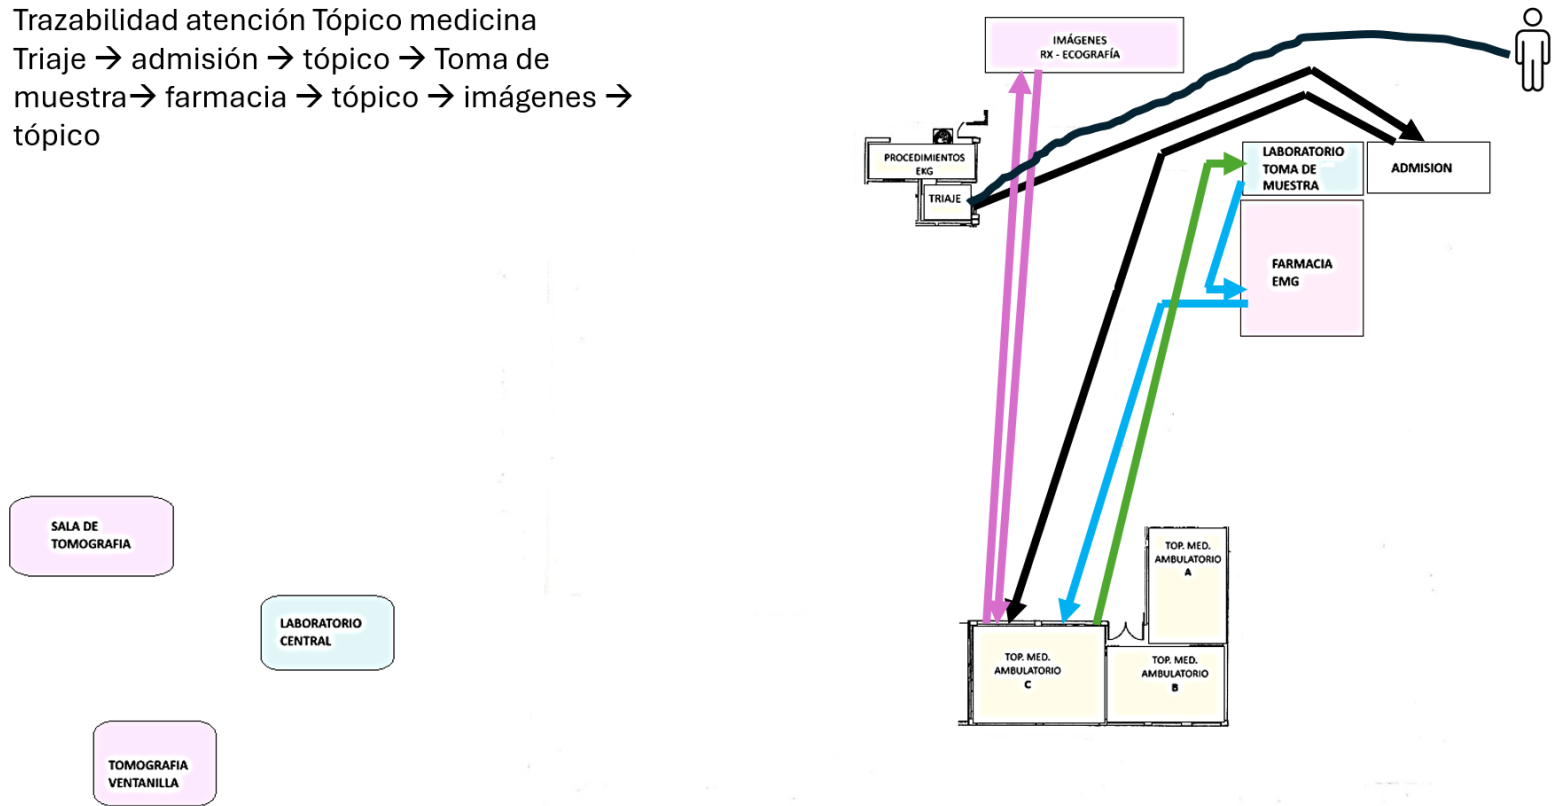 Trazabilidad atención Tópico medicina
Triaje → admisión → tópico → Toma de
muestra→ farmacia → tópico → imágenes →
tópico
IMÁGENES
RX - ECOGRAFÍA
PROCEDIMIENTOS
EKG
TRIAJE
LABORATORIO
TOMA DE
MUESTRA
ADMISION
FARMACIA
EMG
SALA DE
TOMOGRAFIA
LABORATORIO
CENTRAL
TOMOGRAFIA
VENTANILLA
TOP. MED.
AMBULATORIO
A
TOP. MED.
AMBULATORIO
C
TOP. MED.
AMBULATORIO
B